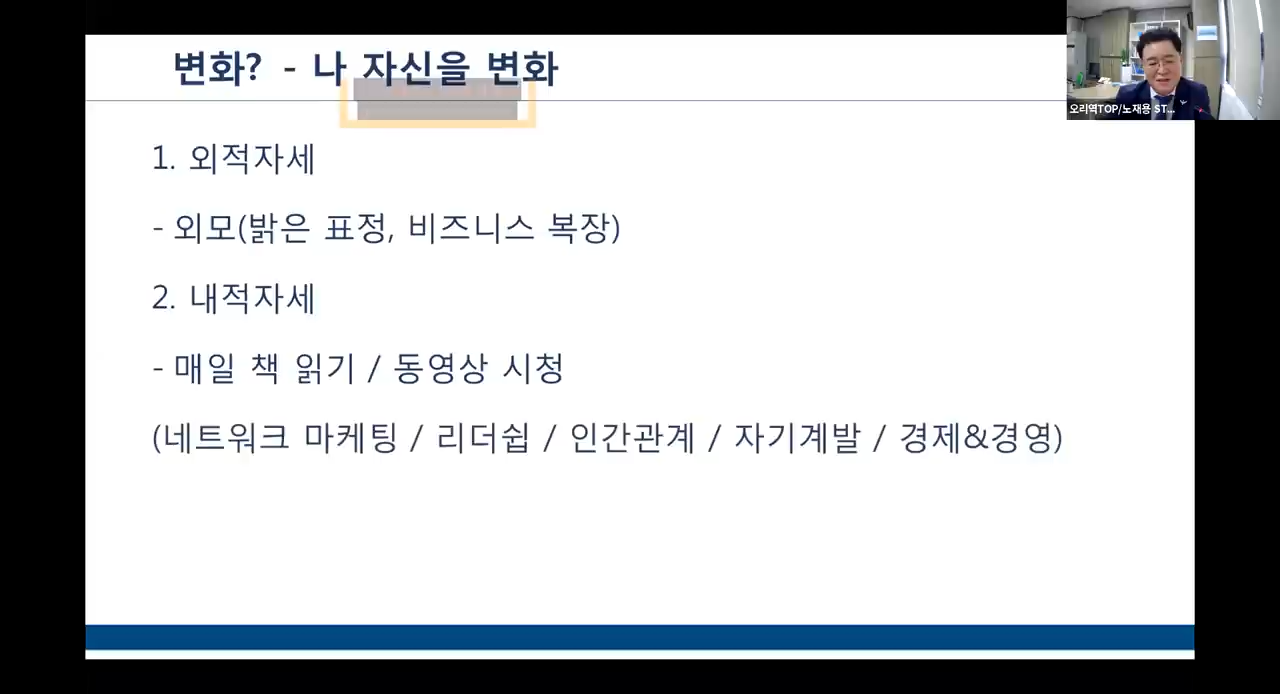 변화? - 나 자신을 변화
오리역TOP/노재용 ST...
1. 외적자세
- 외모(밝은 표정, 비즈니스 복장)
2. 내적자세
- 매일 책 읽기 / 동영상 시청
(네트워크 마케팅 / 리더쉽 / 인간관계 / 자기계발 / 경제&경영)